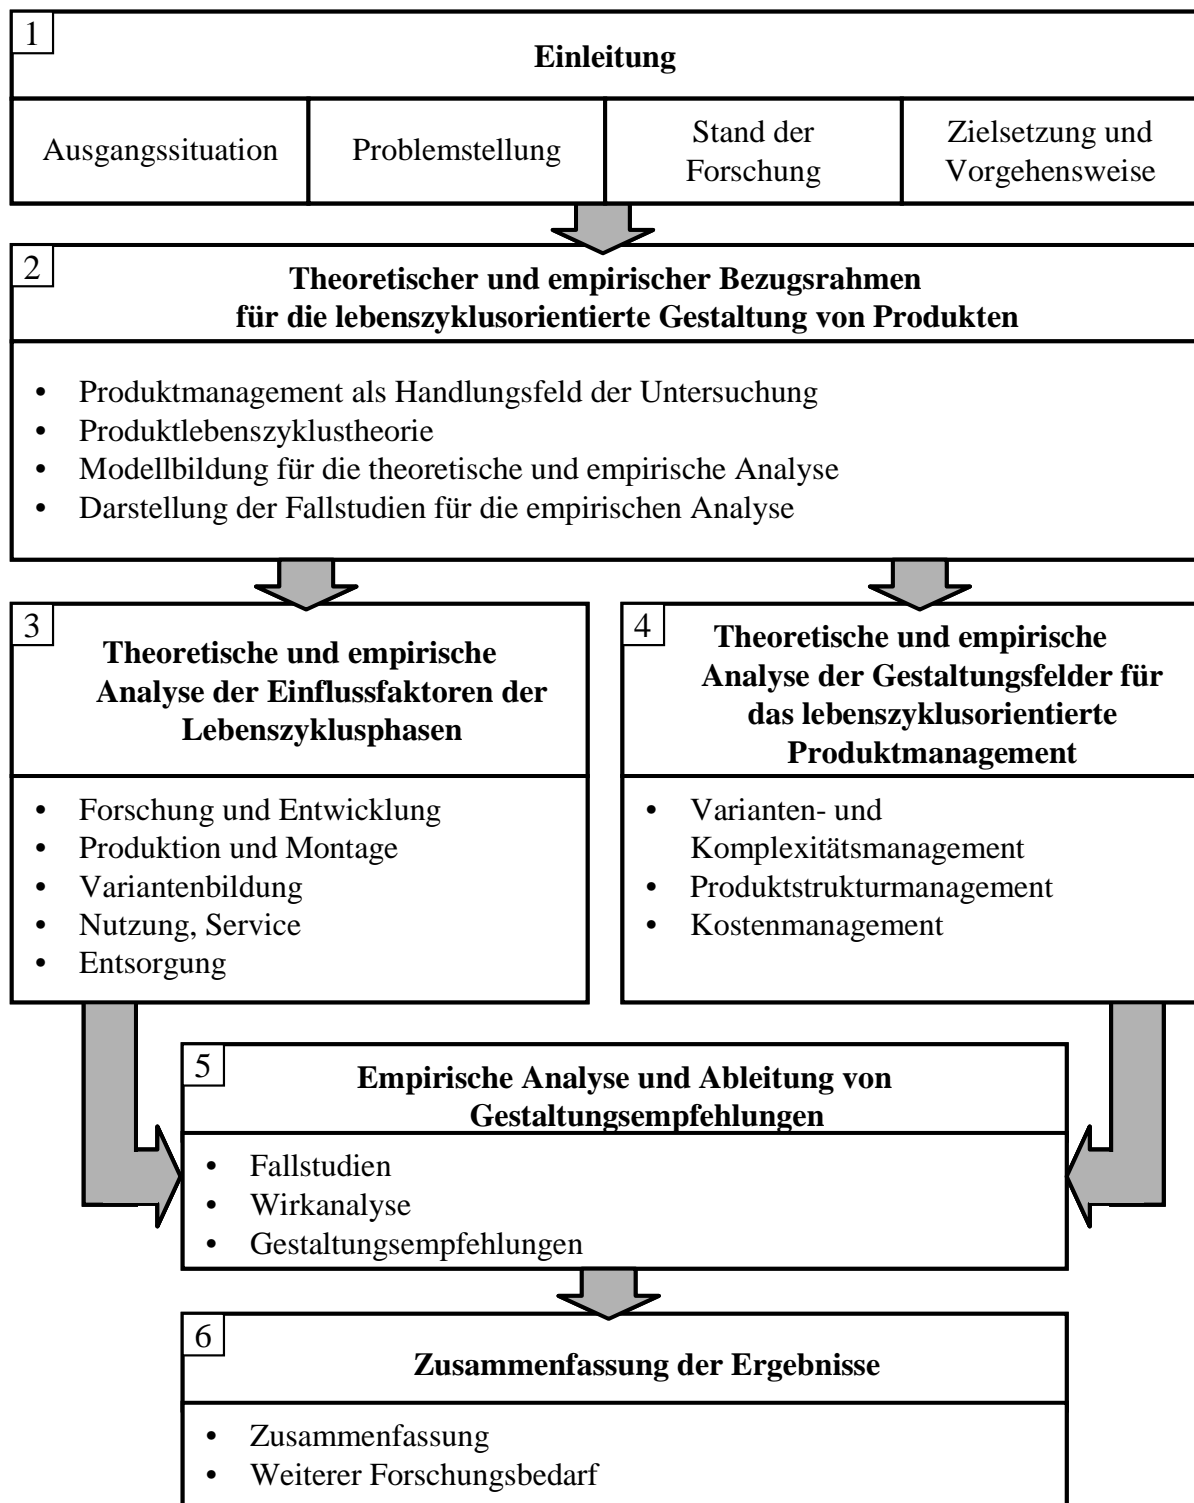 1
Einleitung
Ausgangssituation
Problemstellung
Stand der
Forschung
Zielsetzung und
Vorgehensweise
2
Theoretischer und empirischer Bezugsrahmen
für die lebenszyklusorientierte Gestaltung von Produkten
• Produktmanagement als Handlungsfeld der Untersuchung
• Produktlebenszyklustheorie
• Modellbildung für die theoretische und empirische Analyse
• Darstellung der Fallstudien für die empirischen Analyse
3
Theoretische und empirische
Analyse der Einflussfaktoren der
Lebenszyklusphasen
• Forschung und Entwicklung
• Produktion und Montage
• Variantenbildung
• Nutzung, Service
• Entsorgung
4
Theoretische und empirische
Analyse der Gestaltungsfelder für
das lebenszyklusorientierte
Produktmanagement
• Varianten- und
Komplexitätsmanagement
• Produktstrukturmanagement
• Kostenmanagement
5
Empirische Analyse und Ableitung von
Gestaltungsempfehlungen
• Fallstudien
• Wirkanalyse
• Gestaltungsempfehlungen
6
Zusammenfassung der Ergebnisse
• Zusammenfassung
• Weiterer Forschungsbedarf